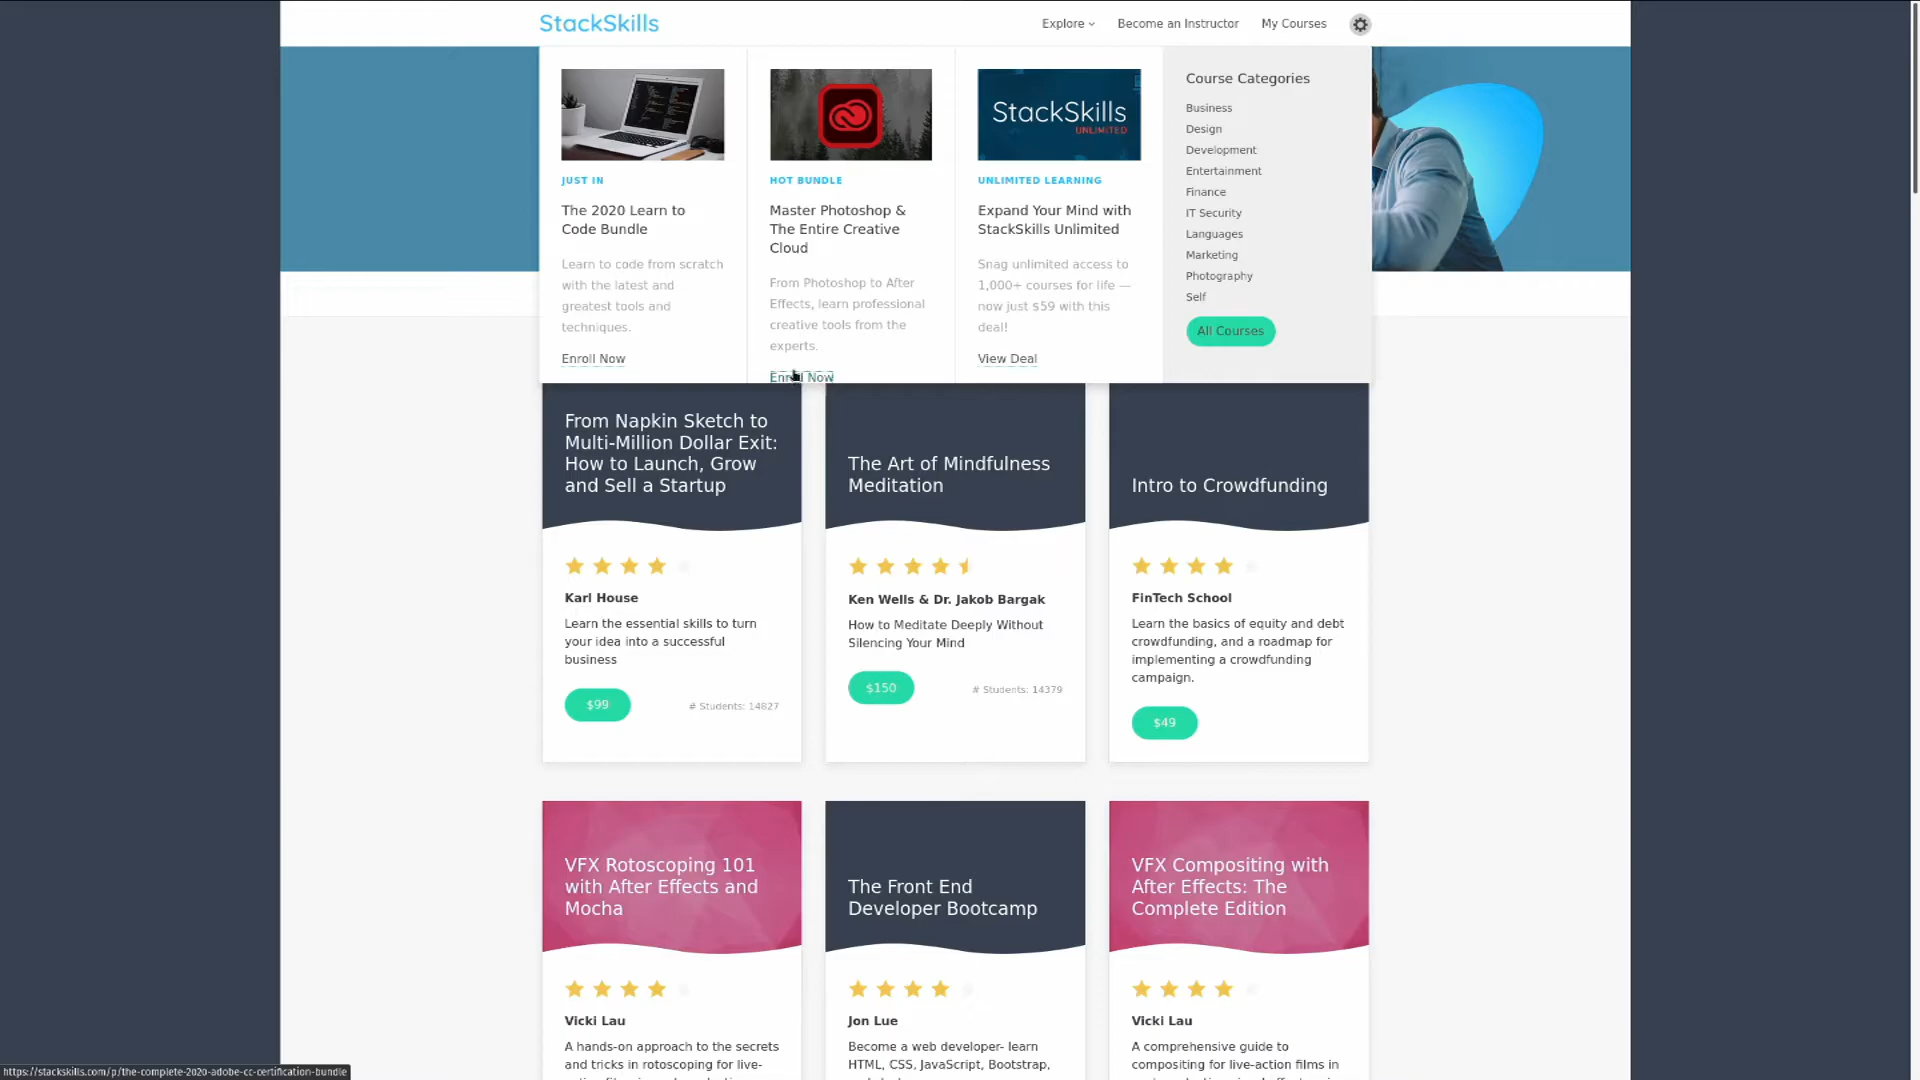 StackSkills
Explore
Become an Instructor
My Courses
JUST IN
The 2020 Learn to
Code Bundle
Learn to code from scratch
with the latest and
greatest tools and
techniques.
Enroll Now
HOT BUNDLE
Master Photoshop &
The Entire Creative
Cloud
From Photoshop to After
Effects, learn professional
creative tools from the
experts.
Enroll Now
StackSkills
UNLIMITED
UNLIMITED LEARNING
Expand Your Mind with
StackSkills Unlimited
Snag unlimited access to
1,000+ courses for life —
now just $59 with this
deal!
View Deal
Course Categories
Business
Design
Development
Entertainment
Finance
IT Security
Languages
Marketing
Photography
Self
All Courses
From Napkin Sketch to
Multi-Million Dollar Exit:
How to Launch, Grow
and Sell a Startup
Karl House
Learn the essential skills to turn
your idea into a successful
business
$99
# Students: 14827
The Art of Mindfulness
Meditation
Ken Wells & Dr. Jakob Bargak
How to Meditate Deeply Without
Silencing Your Mind
$150
# Students: 14379
Intro to Crowdfunding
FinTech School
Learn the basics of equity and debt
crowdfunding, and a roadmap for
implementing a crowdfunding
campaign.
$49
VFX Rotoscoping 101
with After Effects and
Mocha
Vicki Lau
A hands-on approach to the secrets
and tricks in rotoscoping for live-
The Front End
Developer Bootcamp
Jon Lue
Become a web developer- learn
HTML, CSS, JavaScript, Bootstrap,
VFX Compositing with
After Effects: The
Complete Edition
Vicki Lau
A comprehensive guide to
compositing for live-action films in
https://stackskills.com/p/the-complete-2020-adobe-cc-certification-bundle